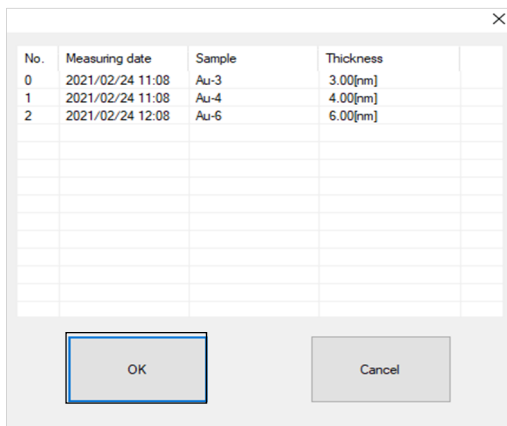 No. Measuring date Sample Thickness
0 2021/02/24 11:08 Au-3 3.00[nm]
1 2021/02/24 11:08 Au-4 4.00[nm]
2 2021/02/24 12:08 Au-6 6.00[nm]
OK Cancel